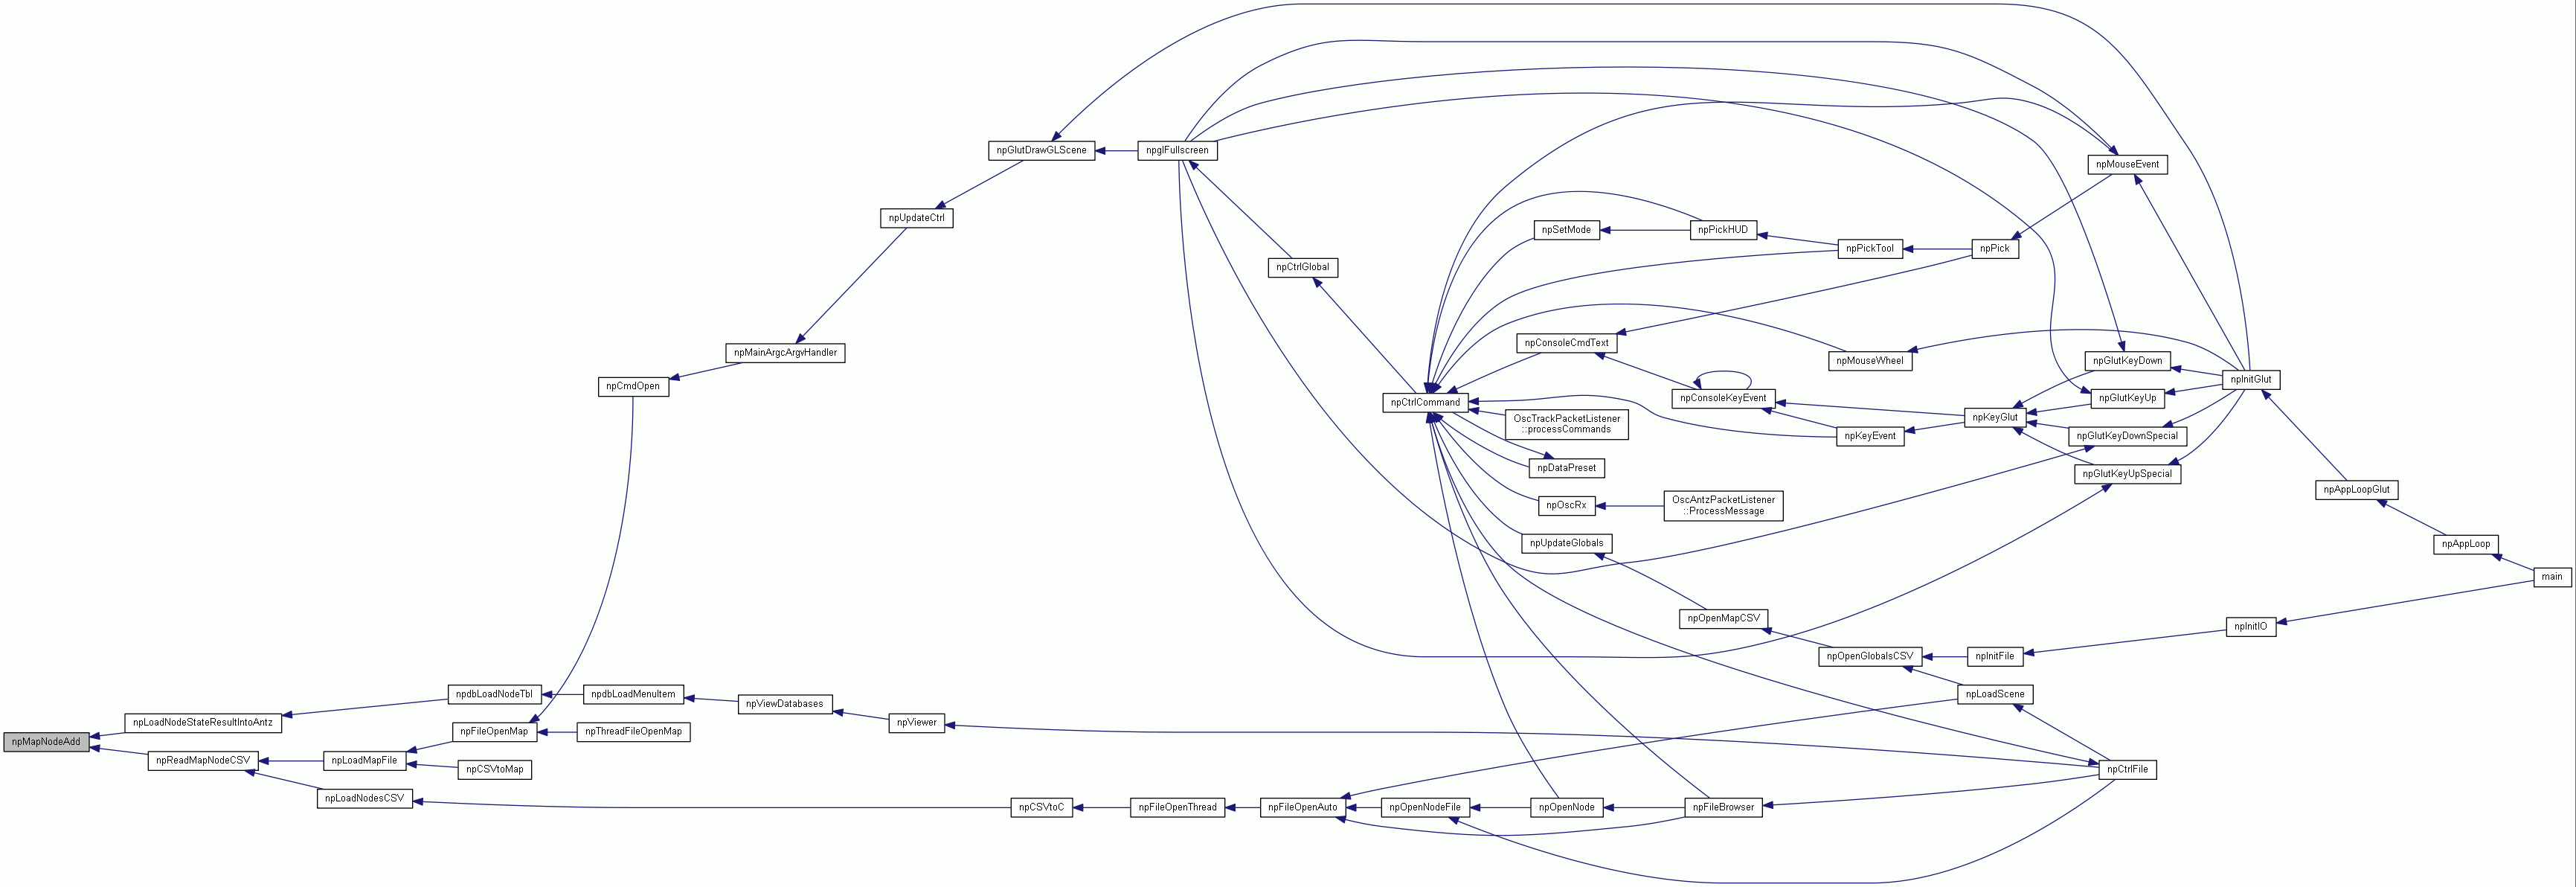 npMapNodeAdd
npLoadNodeStateResultIntoAntz
npReadMapNodeCSV
npdbLoadNodeTbl
npdbLoadMenuItem
npViewDatabases
npViewer
npLoadMapFile
npFileOpenMap
npThreadFileOpenMap
npCSVtoMap
npLoadNodesCSV
npCmdOpen
npMainArgcArgvHandler
npUpdateCtrl
npGlutDrawGLScene
npglFullscreen
npCtrlGlobal
npCtrlCommand
npSetMode
npPickHUD
npPickTool
npPick
npMouseEvent
npConsoleCmdText
npMouseWheel
npConsoleKeyEvent
OscTrackPacketListener
::processCommands
npKeyEvent
npKeyGlut
npGlutKeyDown
npGlutKeyUp
npGlutKeyDownSpecial
npGlutKeyUpSpecial
npInitGlut
npDataPreset
npOscRx
OscAntzPacketListener
::ProcessMessage
npUpdateGlobals
npOpenMapCSV
npOpenGlobalsCSV
npInitFile
npInitIO
npLoadScene
npAppLoopGlut
npAppLoop
main
npCSVtoC
npFileOpenThread
npFileOpenAuto
npOpenNodeFile
npOpenNode
npFileBrowser
npCtrlFile